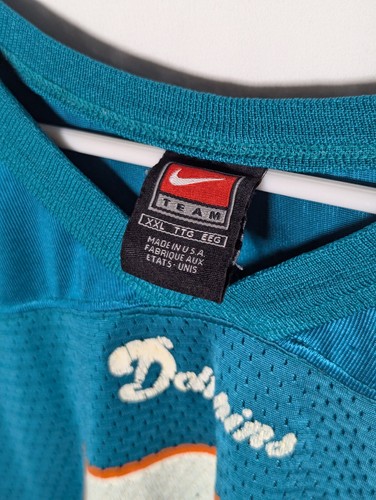 TEAM
XXL TTG EEG
MADE IN U.S.A.
FABRIQUE AUX
ETATS-UNIS
Dolphins